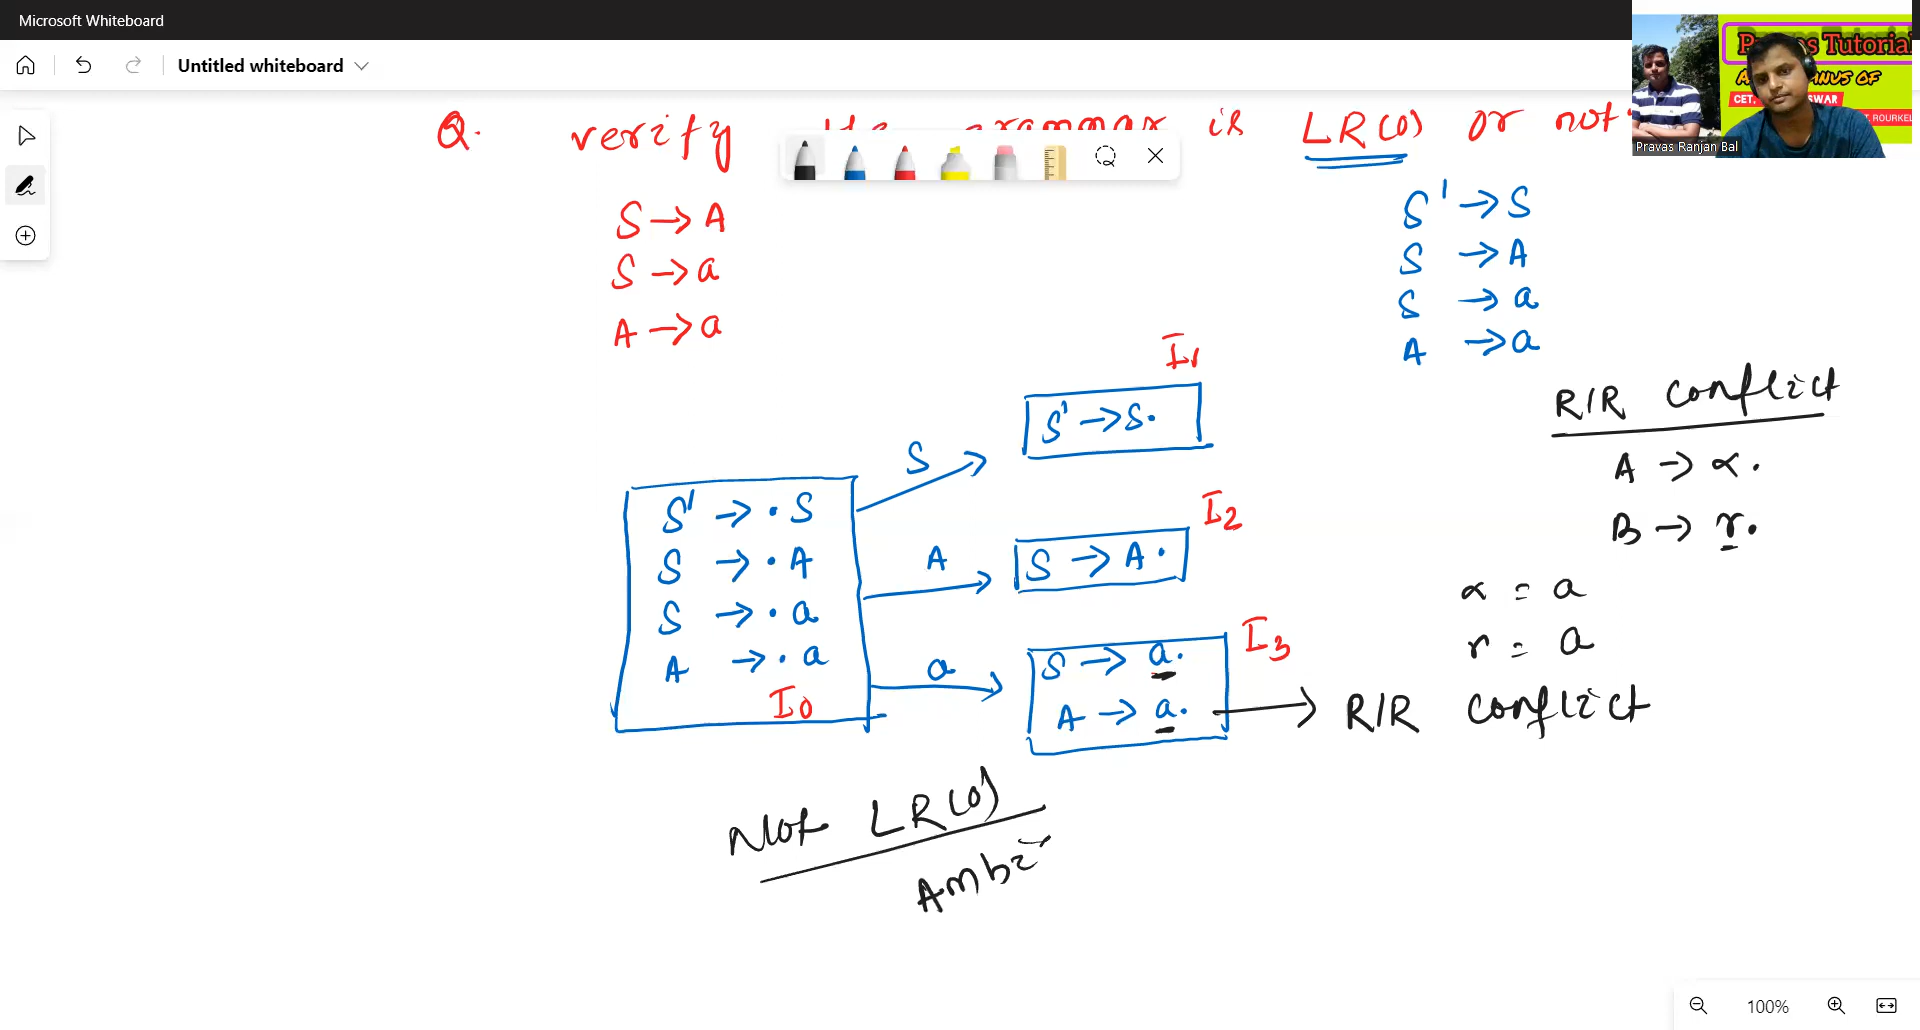 Microsoft Whiteboard
Untitled whiteboard
Pravas Ranjan Bal
Q. verify the grammar is LR(0) or not.
S → A
S → a
A → a
S' → S
S → A
S → a
A → a
S' → .S
S → .A
S → .a
A → .a
I0
S
A
a
I1
S' → S.
I2
S → A.
I3
S → a.
A → a.
R/R conflict
R/R conflict
A → α.
B → r.
α = a
r = a
Not LR(0)
Ambi
100%